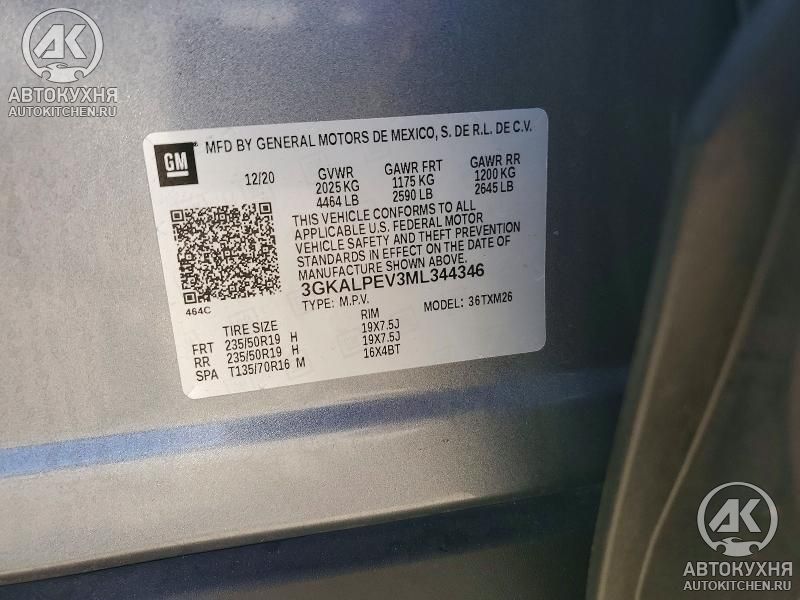 AK
АВТОКУХНЯ
AUTOKITCHEN.RU
GM
MFD BY GENERAL MOTORS DE MEXICO, S. DE R.L. DE C.V.
12/20 GVWR GAWR FRT GAWR RR
2025 KG 1175 KG 1200 KG
4464 LB 2590 LB 2645 LB
THIS VEHICLE CONFORMS TO ALL
APPLICABLE U.S. FEDERAL MOTOR
VEHICLE SAFETY AND THEFT PREVENTION
STANDARDS IN EFFECT ON THE DATE OF
MANUFACTURE SHOWN ABOVE.
3GKALPEV3ML344346
464C
TYPE: M.P.V. MODEL: 36TXM26
TIRE SIZE RIM
FRT 235/50R19 H 19X7.5J
RR 235/50R19 H 19X7.5J
SPA T135/70R16 M 16X4BT
AK
АВТОКУХНЯ
AUTOKITCHEN.RU